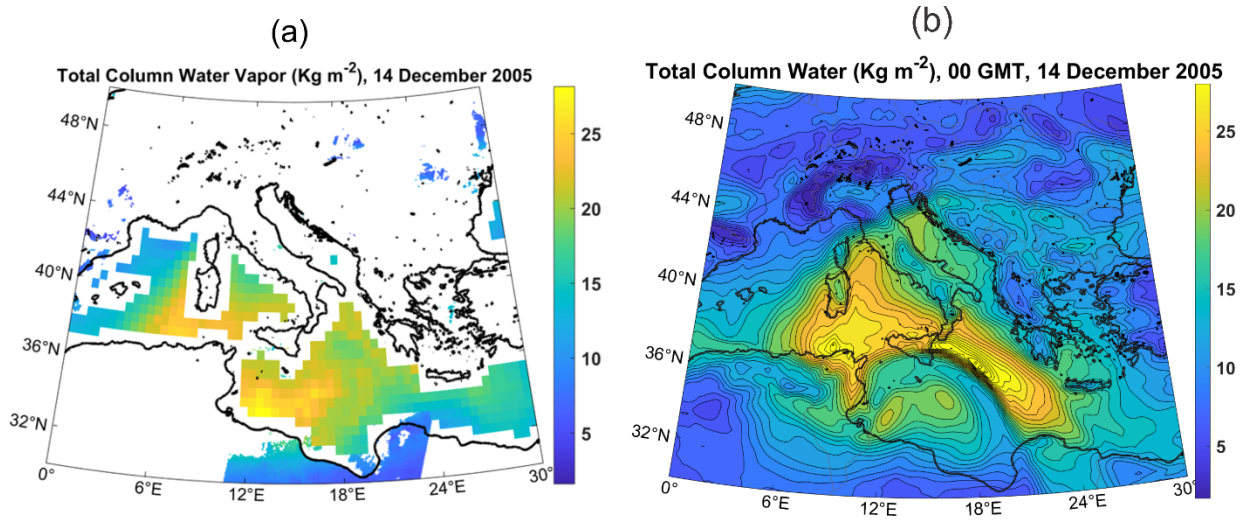 (a)
Total Column Water Vapor (Kg m-2), 14 December 2005
48°N
44°N
40°N
36°N
32°N
0°
6°E
12°E
18°E
24°E
30°E
25
20
15
10
5
(b)
Total Column Water (Kg m-2), 00 GMT, 14 December 2005
48°N
44°N
40°N
36°N
32°N
0°
6°E
12°E
18°E
24°E
30°
25
20
15
10
5